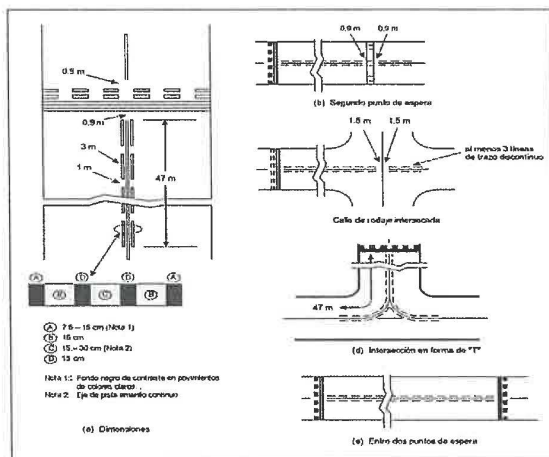 0,9 m
0,9 m
3 m
1 m
47 m
A D D A
B C B
A 7.5 – 15 cm (Nota 1)
B 15 cm
C 15 – 30 cm (Nota 2)
D 15 cm
Nota 1: Fondo negro de contraste en pavimentos
de colores claros
Nota 2: Eje de pista amarillo continuo
(a) Dimensiones
0,9 m 0,9 m
(b) Segundo punto de espera
1,5 m 1,5 m
al menos 3 líneas
de trazo discontinuo
Calle de rodaje intersecada
47 m
(d) Intersección en forma de "T"
(e) Entre dos puntos de espera